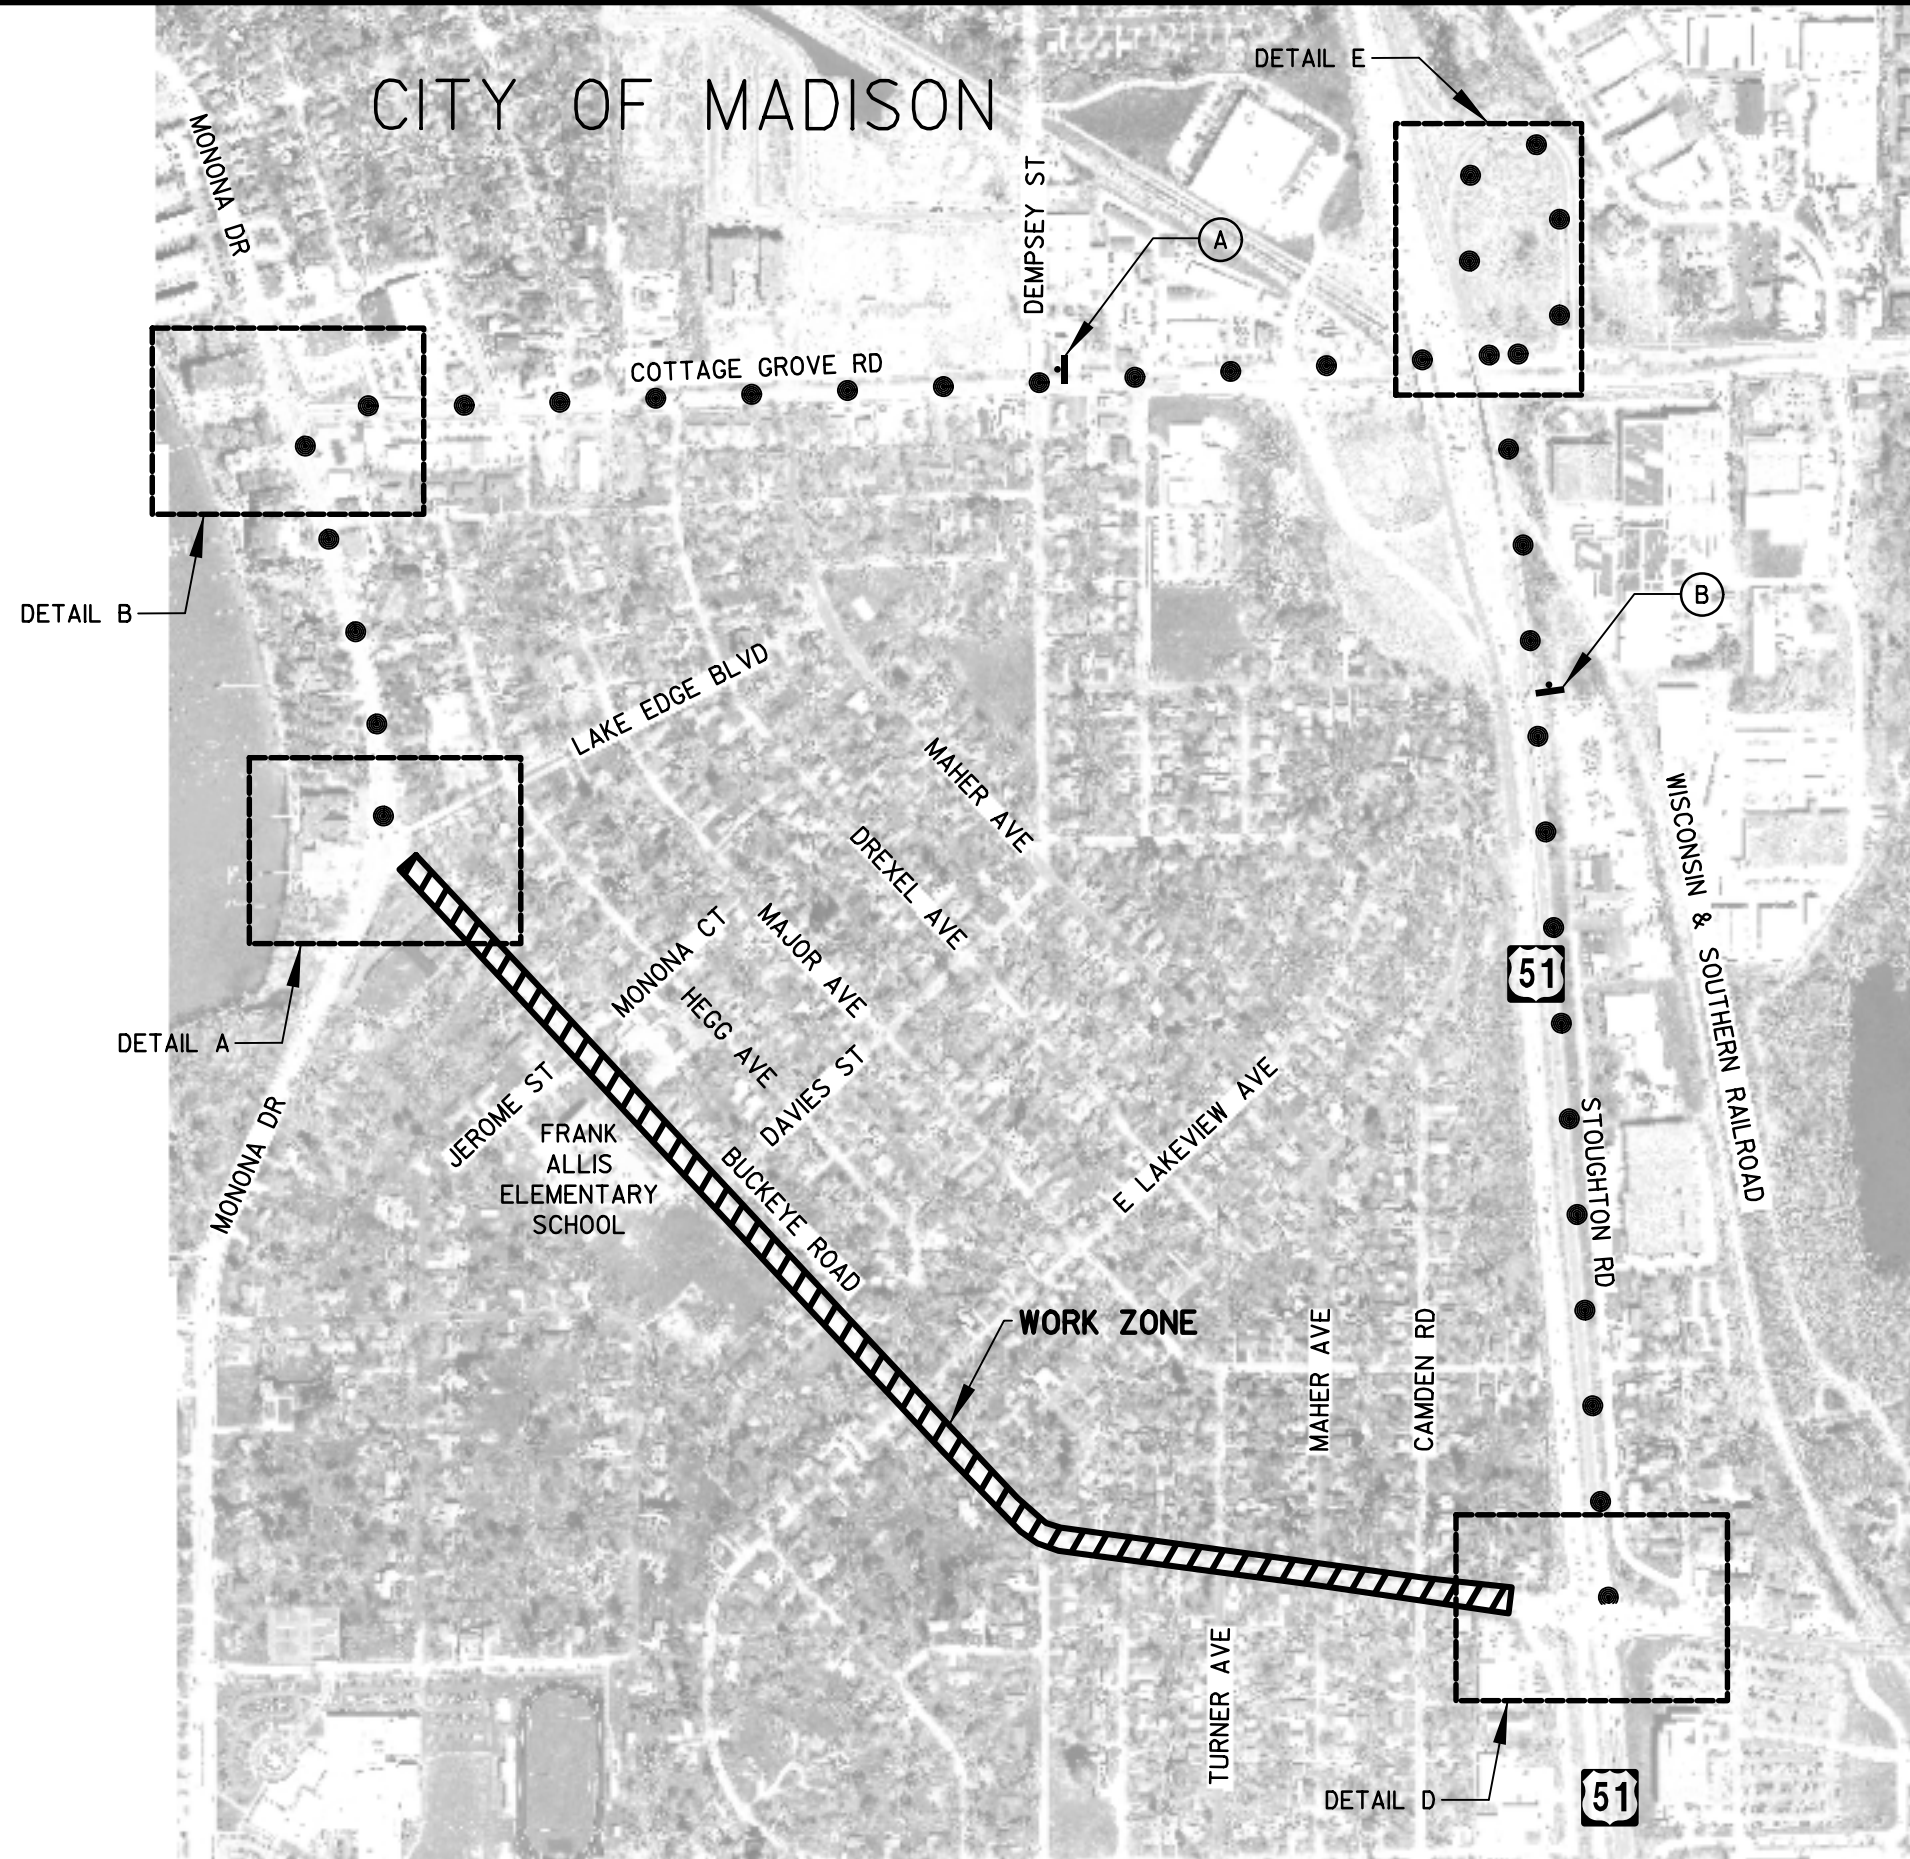 DETAIL E
CITY OF MADISON
MONONA DR
DEMPSEY ST
A
COTTAGE GROVE RD
DETAIL B
B
LAKE EDGE BLVD
MAHER AVE
WISCONSIN & SOUTHERN RAILROAD
DREXEL AVE
MONONA CT
MAJOR AVE
51
HEGG AVE
DETAIL A
JEROME ST
DAVIES ST
E LAKEVIEW AVE
MONONA DR
FRANK
ALLIS
ELEMENTARY
SCHOOL
BUCKEYE ROAD
STOUGHTON RD
WORK ZONE
MAHER AVE
CAMDEN RD
TURNER AVE
DETAIL D
51